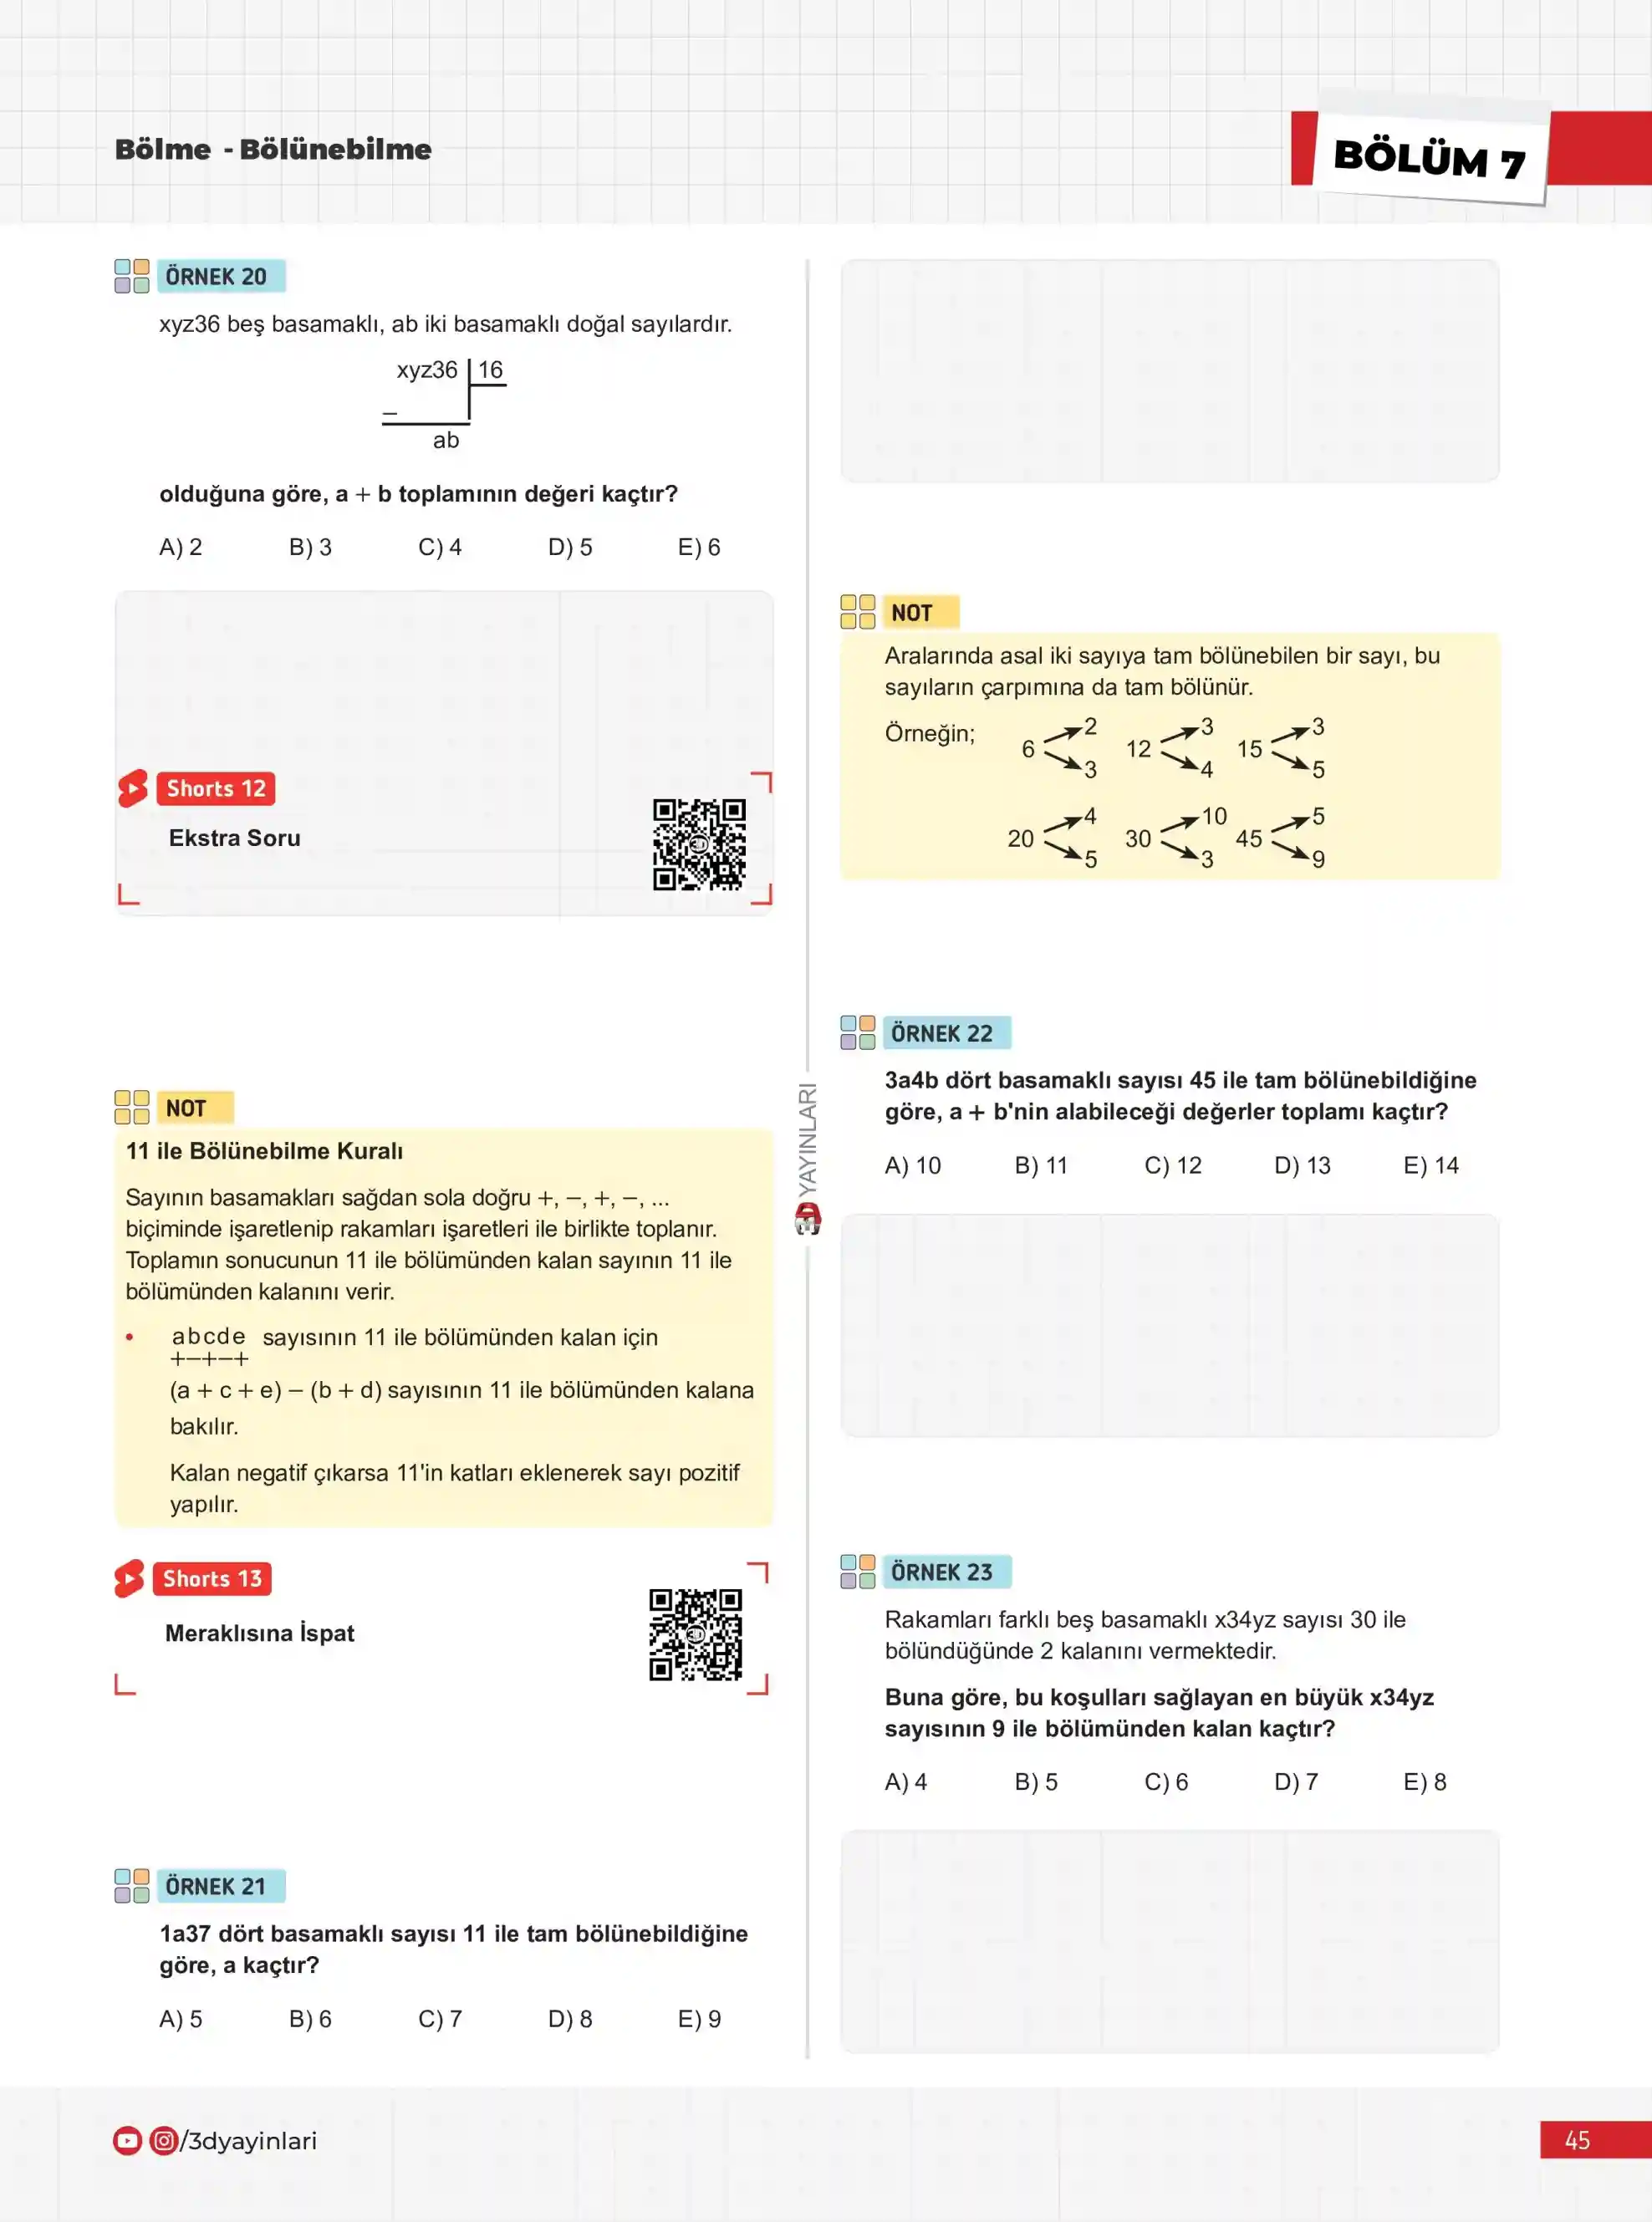 Bölme - Bölünebilme
BÖLÜM 7
ÖRNEK 20
xyz36 beş basamaklı, ab iki basamaklı doğal sayılardır.
xyz36 16
–
ab
olduğuna göre, a + b toplamının değeri kaçtır?
A) 2 B) 3 C) 4 D) 5 E) 6
Shorts 12
Ekstra Soru
NOT
11 ile Bölünebilme Kuralı
Sayının basamakları sağdan sola doğru +, –, +, –, ...
biçiminde işaretlenip rakamları işaretleri ile birlikte toplanır.
Toplamın sonucunun 11 ile bölümünden kalan sayının 11 ile
bölümünden kalanını verir.
• abcde sayısının 11 ile bölümünden kalan için
+–+–+
(a + c + e) – (b + d) sayısının 11 ile bölümünden kalana
bakılır.
Kalan negatif çıkarsa 11'in katları eklenerek sayı pozitif
yapılır.
Shorts 13
Meraklısına İspat
3D
ÖRNEK 21
1a37 dört basamaklı sayısı 11 ile tam bölünebildiğine
göre, a kaçtır?
A) 5 B) 6 C) 7 D) 8 E) 9
YAYINLARI
NOT
Aralarında asal iki sayıya tam bölünebilen bir sayı, bu
sayıların çarpımına da tam bölünür.
Örneğin; 6 2 3 12 3 4 15 3 5
20 4 5 30 10 3 45 5 9
ÖRNEK 22
3a4b dört basamaklı sayısı 45 ile tam bölünebildiğine
göre, a + b'nin alabileceği değerler toplamı kaçtır?
A) 10 B) 11 C) 12 D) 13 E) 14
ÖRNEK 23
Rakamları farklı beş basamaklı x34yz sayısı 30 ile
bölündüğünde 2 kalanını vermektedir.
Buna göre, bu koşulları sağlayan en büyük x34yz
sayısının 9 ile bölümünden kalan kaçtır?
A) 4 B) 5 C) 6 D) 7 E) 8
/3dyayinlari
45